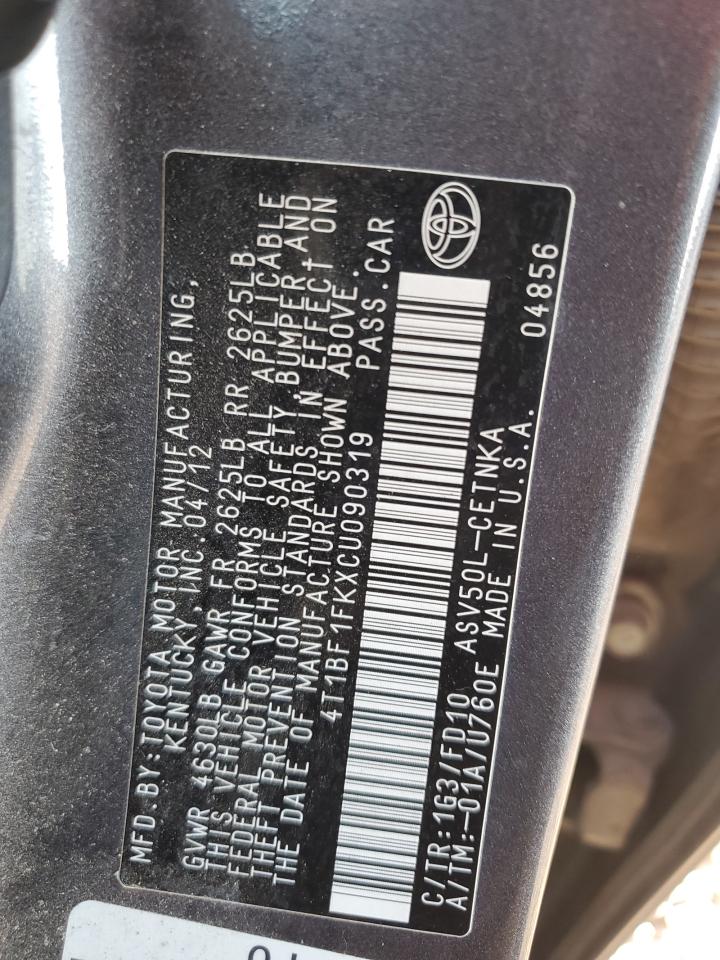 MFD.BY:TOYOTA MOTOR MANUFACTURING,
KENTUCKY, INC.04/12
GVWR 4630LB GAWR FR 2625LB RR 2625LB
THIS VEHICLE CONFORMS TO ALL APPLICABLE
FEDERAL MOTOR VEHICLE SAFETY, BUMPER, AND
THEFT PREVENTION STANDARDS IN EFFECT ON
THE DATE OF MANUFACTURE SHOWN ABOVE.
4T1BF1FKXCU090319 PASS.CAR
C/TR:1G3/FD10 ASV50L-CETNKA
A/TM:-01A/U760E MADE IN U.S.A. 04856